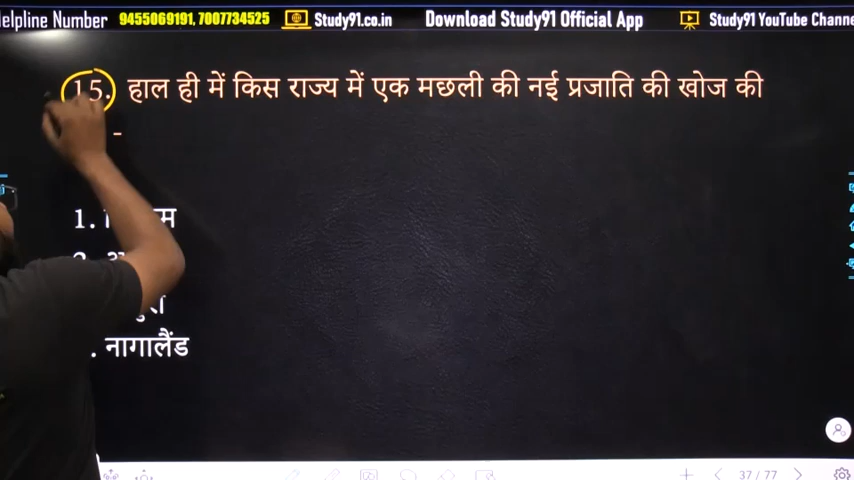 elpline Number 9455069191, 7007734525 Study91.co.in Download Study91 Official App Study91 YouTube Channe
15. हाल ही में किस राज्य में एक मछली की नई प्रजाति की खोज की
-
1.
. नागालैंड
37 / 77